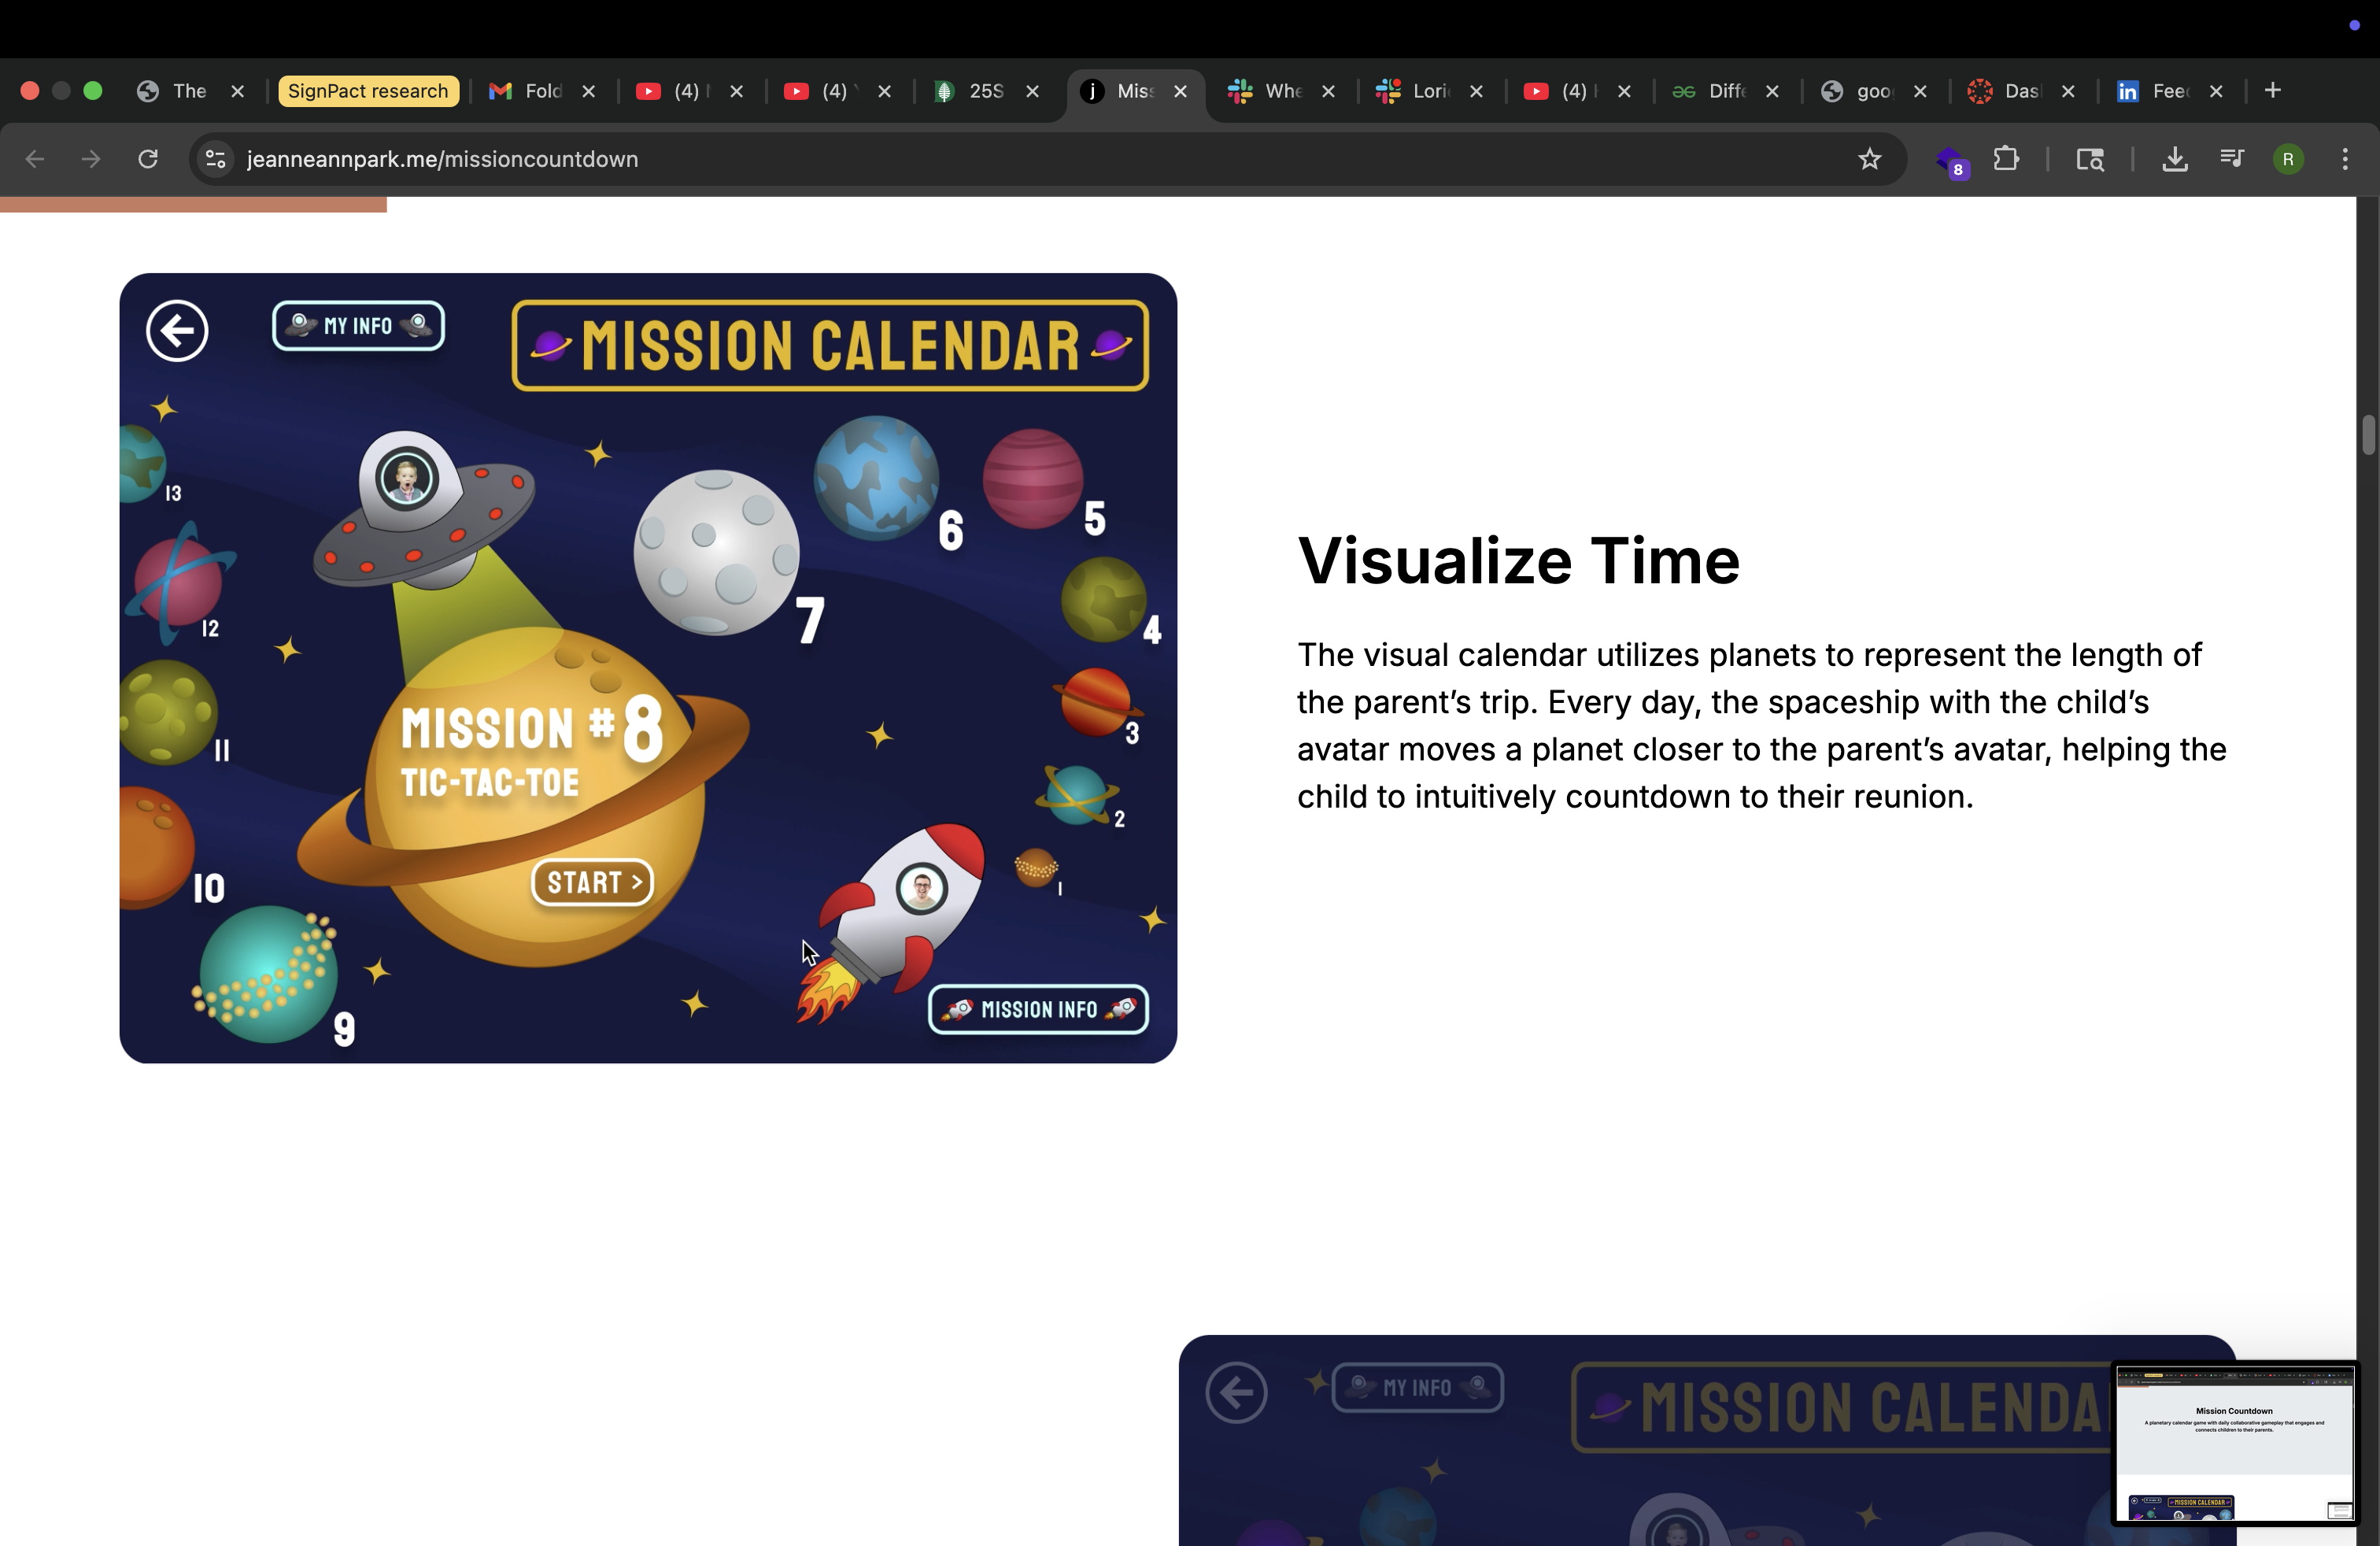 The
SignPact research
Fold
(4)
(4)
25S
Miss
Whe
Lori
(4)
Diffe
goo
Das
in
Feed
jeanneannpark.me/missioncountdown
8
R
MY INFO
MISSION CALENDAR
13
6
5
12
7
4
11
MISSION #8
TIC-TAC-TOE
3
2
10
START >
1
MISSION INFO
9
Visualize Time
The visual calendar utilizes planets to represent the length of
the parent’s trip. Every day, the spaceship with the child’s
avatar moves a planet closer to the parent’s avatar, helping the
child to intuitively countdown to their reunion.
MY INFO
MISSION CALENDA
Mission Countdown
A planetary calendar game with daily collaborative gameplay that engages and
connects children to their parents.
MISSION CALENDAR